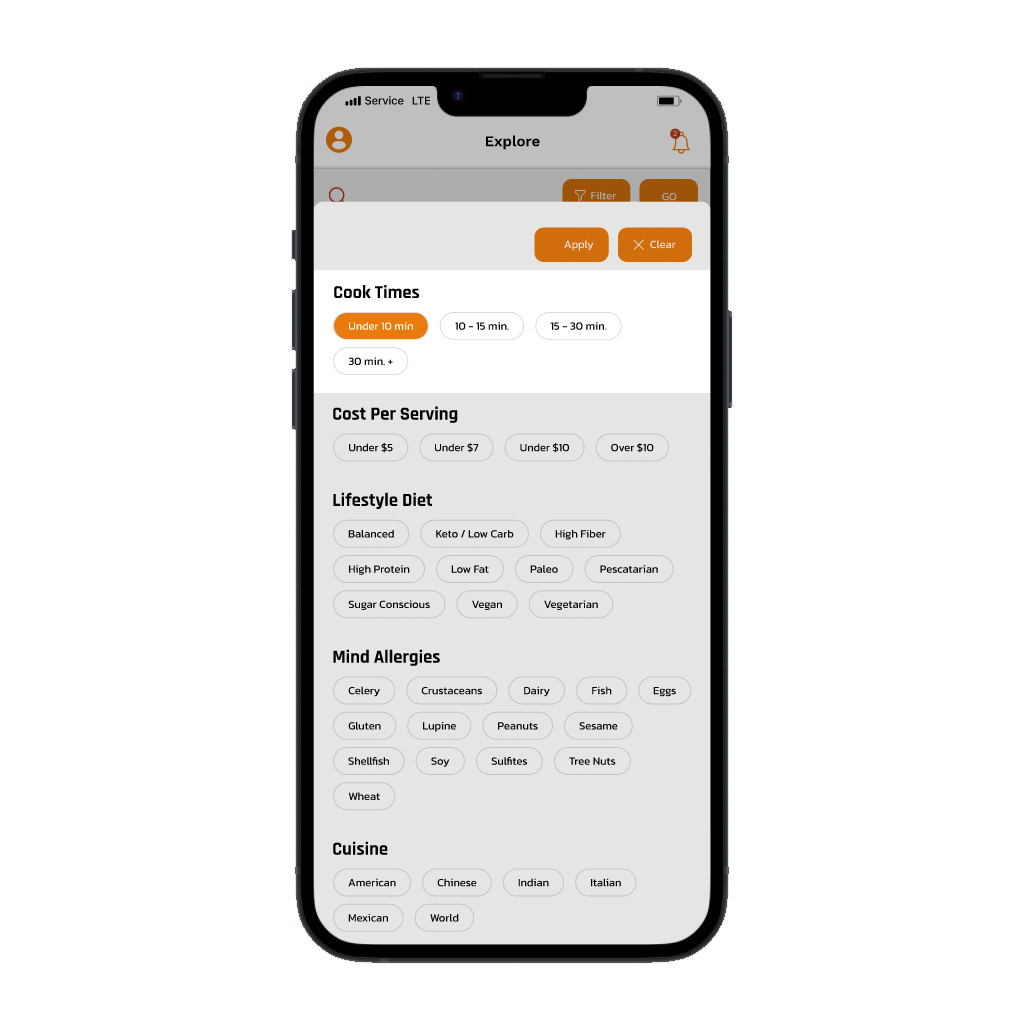 Service LTE
Explore
2
Filter GO
Apply Clear
Cook Times
Under 10 min 10 - 15 min. 15 - 30 min.
30 min. +
Cost Per Serving
Under $5 Under $7 Under $10 Over $10
Lifestyle Diet
Balanced Keto / Low Carb High Fiber
High Protein Low Fat Paleo Pescatarian
Sugar Conscious Vegan Vegetarian
Mind Allergies
Celery Crustaceans Dairy Fish Eggs
Gluten Lupine Peanuts Sesame
Shellfish Soy Sulfites Tree Nuts
Wheat
Cuisine
American Chinese Indian Italian
Mexican World